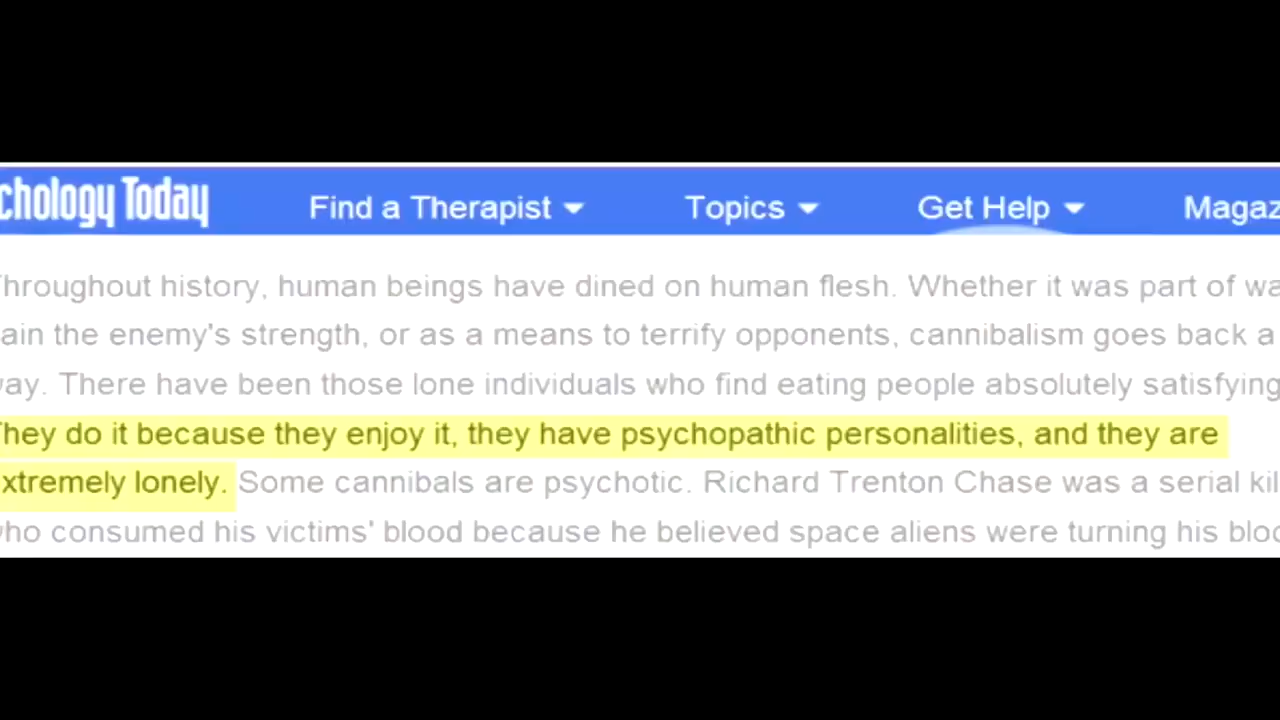 chology Today Find a Therapist Topics Get Help Magaz
hroughout history, human beings have dined on human flesh. Whether it was part of wa
ain the enemy's strength, or as a means to terrify opponents, cannibalism goes back a
ay. There have been those lone individuals who find eating people absolutely satisfying
They do it because they enjoy it, they have psychopathic personalities, and they are
xtremely lonely. Some cannibals are psychotic. Richard Trenton Chase was a serial kil
who consumed his victims' blood because he believed space aliens were turning his bloo